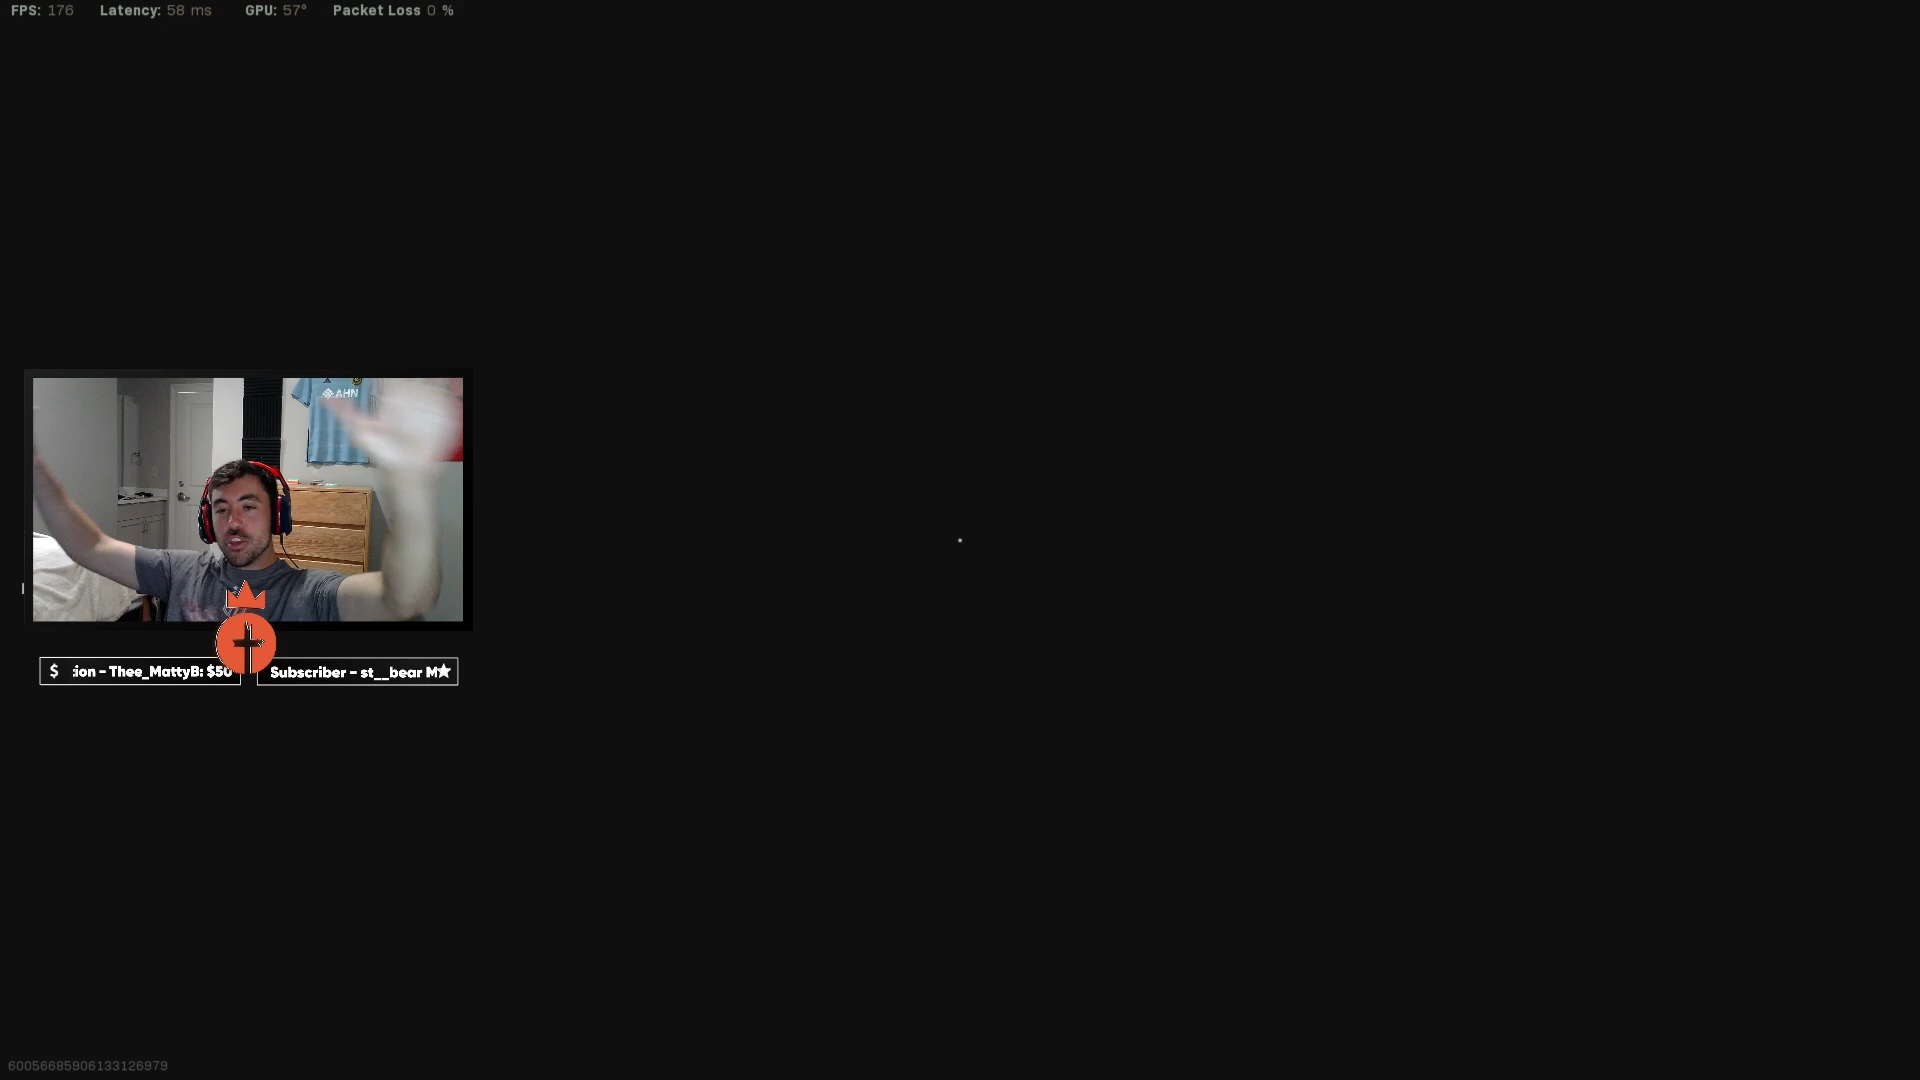 FPS: 176 Latency: 58 ms GPU: 57° Packet Loss 0 %
AHN
$ ion - Thee_MattyB: $50
Subscriber - st__bear M
60056685906133126979